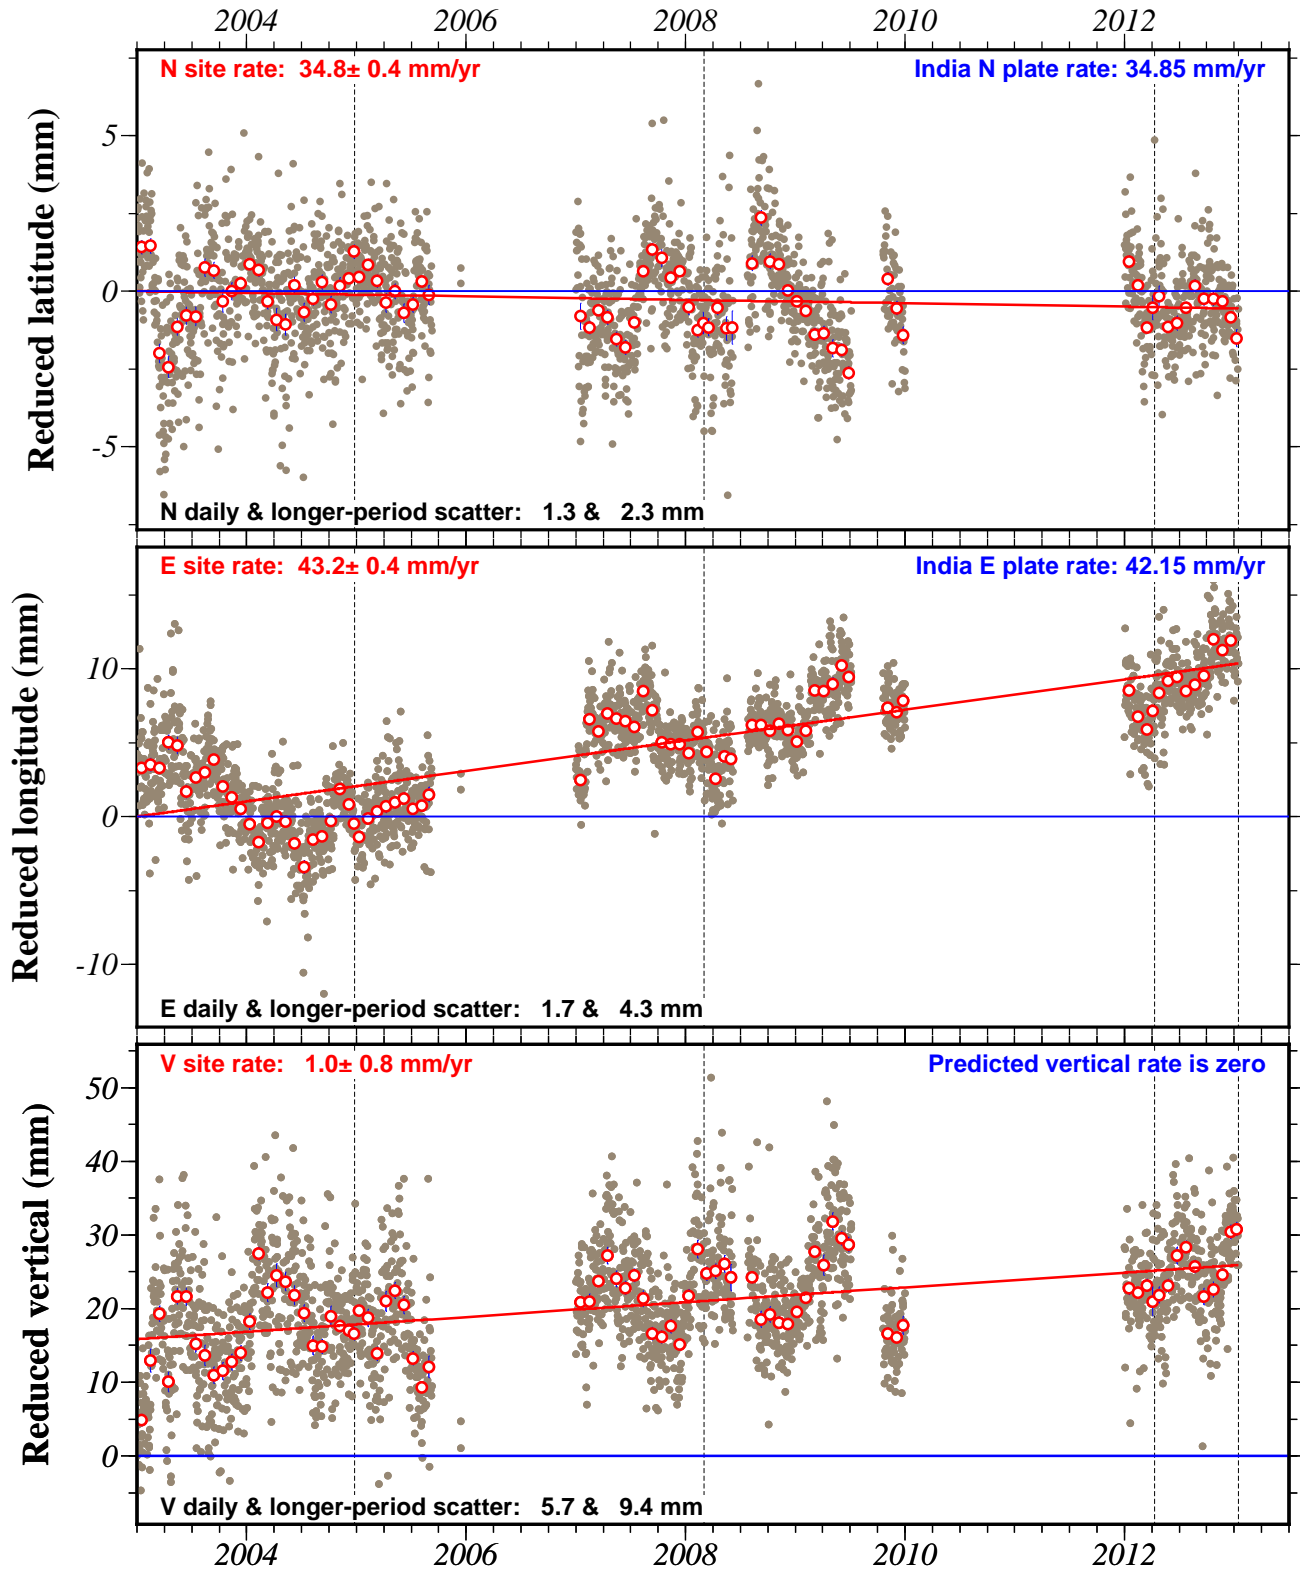 2004 2006 2008 2010 2012
N site rate: 34.8± 0.4 mm/yr India N plate rate: 34.85 mm/yr
Reduced latitude (mm)
5
0
-5
N daily & longer-period scatter: 1.3 & 2.3 mm
E site rate: 43.2± 0.4 mm/yr India E plate rate: 42.15 mm/yr
Reduced longitude (mm)
10
0
-10
E daily & longer-period scatter: 1.7 & 4.3 mm
V site rate: 1.0± 0.8 mm/yr Predicted vertical rate is zero
Reduced vertical (mm)
50
40
30
20
10
0
V daily & longer-period scatter: 5.7 & 9.4 mm
2004 2006 2008 2010 2012